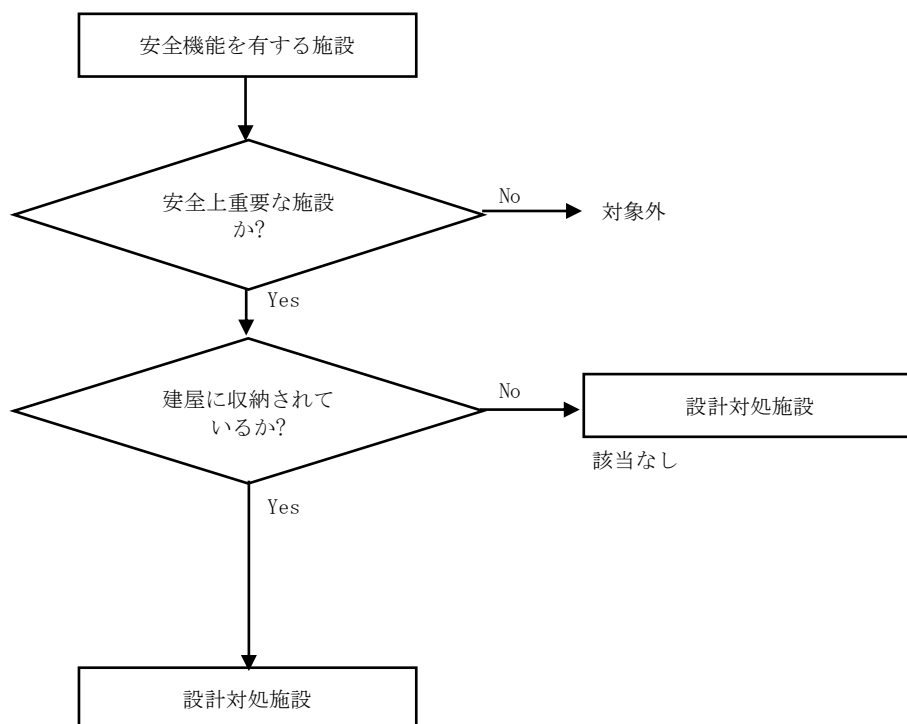 安全機能を有する施設
安全上重要な施設
か?
No
対象外
Yes
建屋に収納されて
いるか?
No
設計対処施設
該当なし
Yes
設計対処施設